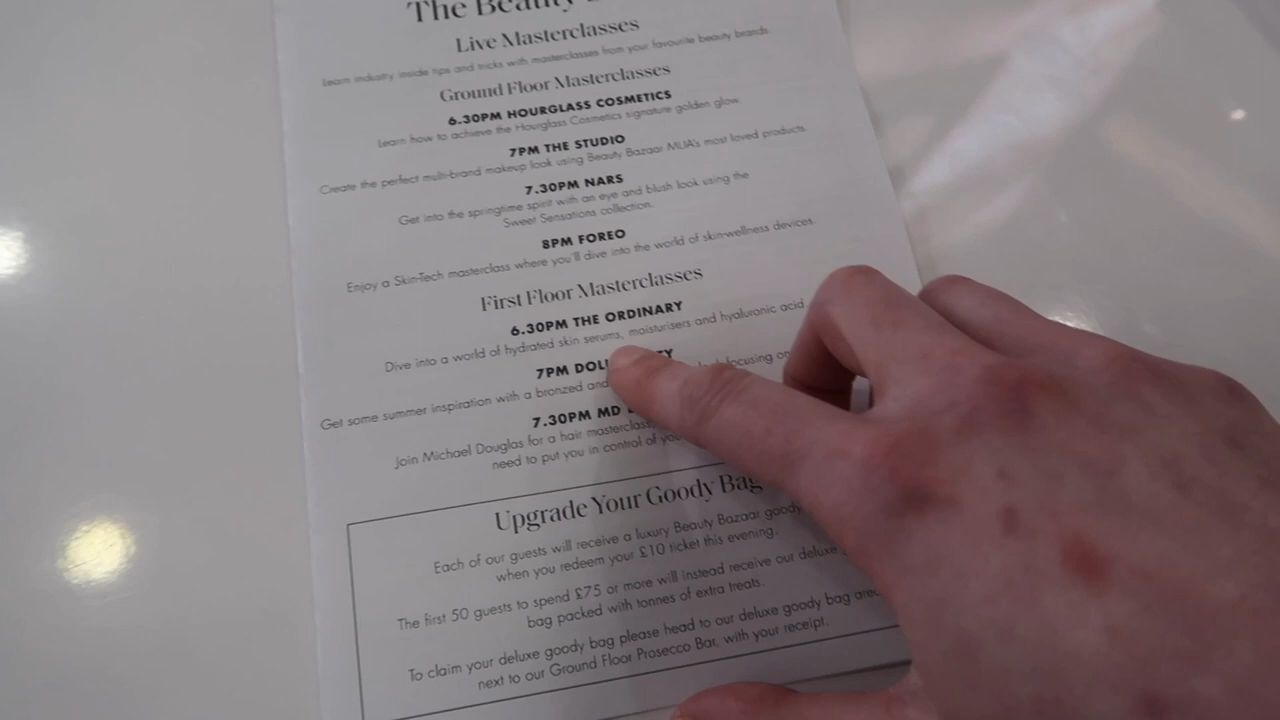 The Beauty
Live Masterclasses
Learn industry inside tips and tricks with masterclasses from your favourite beauty brands.
Ground Floor Masterclasses
6.30PM HOURGLASS COSMETICS
Learn how to achieve the Hourglass Cosmetics signature golden glow.
7PM THE STUDIO
Create the perfect multi-brand makeup look using Beauty Bazaar MUA's most loved products.
7.30PM NARS
Get into the springtime spirit with an eye and blush look using the
Sweet Sensations collection.
8PM FOREO
Enjoy a Skin-Tech masterclass where you'll dive into the world of skin-wellness devices.
First Floor Masterclasses
6.30PM THE ORDINARY
Dive into a world of hydrated skin serums, moisturisers and hyaluronic acid
7PM
Get some summer inspiration with a bronzed and focusing on
7.30PM MD
Join Michael Douglas for a hair masterclass,
need to put you in control of
Upgrade Your Goody Bag
Each of our guests will receive a luxury Beauty Bazaar goody
when you redeem your £10 ticket this evening.
The first 50 guests to spend £75 or more will instead receive our deluxe
bag packed with tonnes of extra treats.
To claim your deluxe goody bag please head to our deluxe goody bag area
next to our Ground Floor Prosecco Bar, with your receipt.